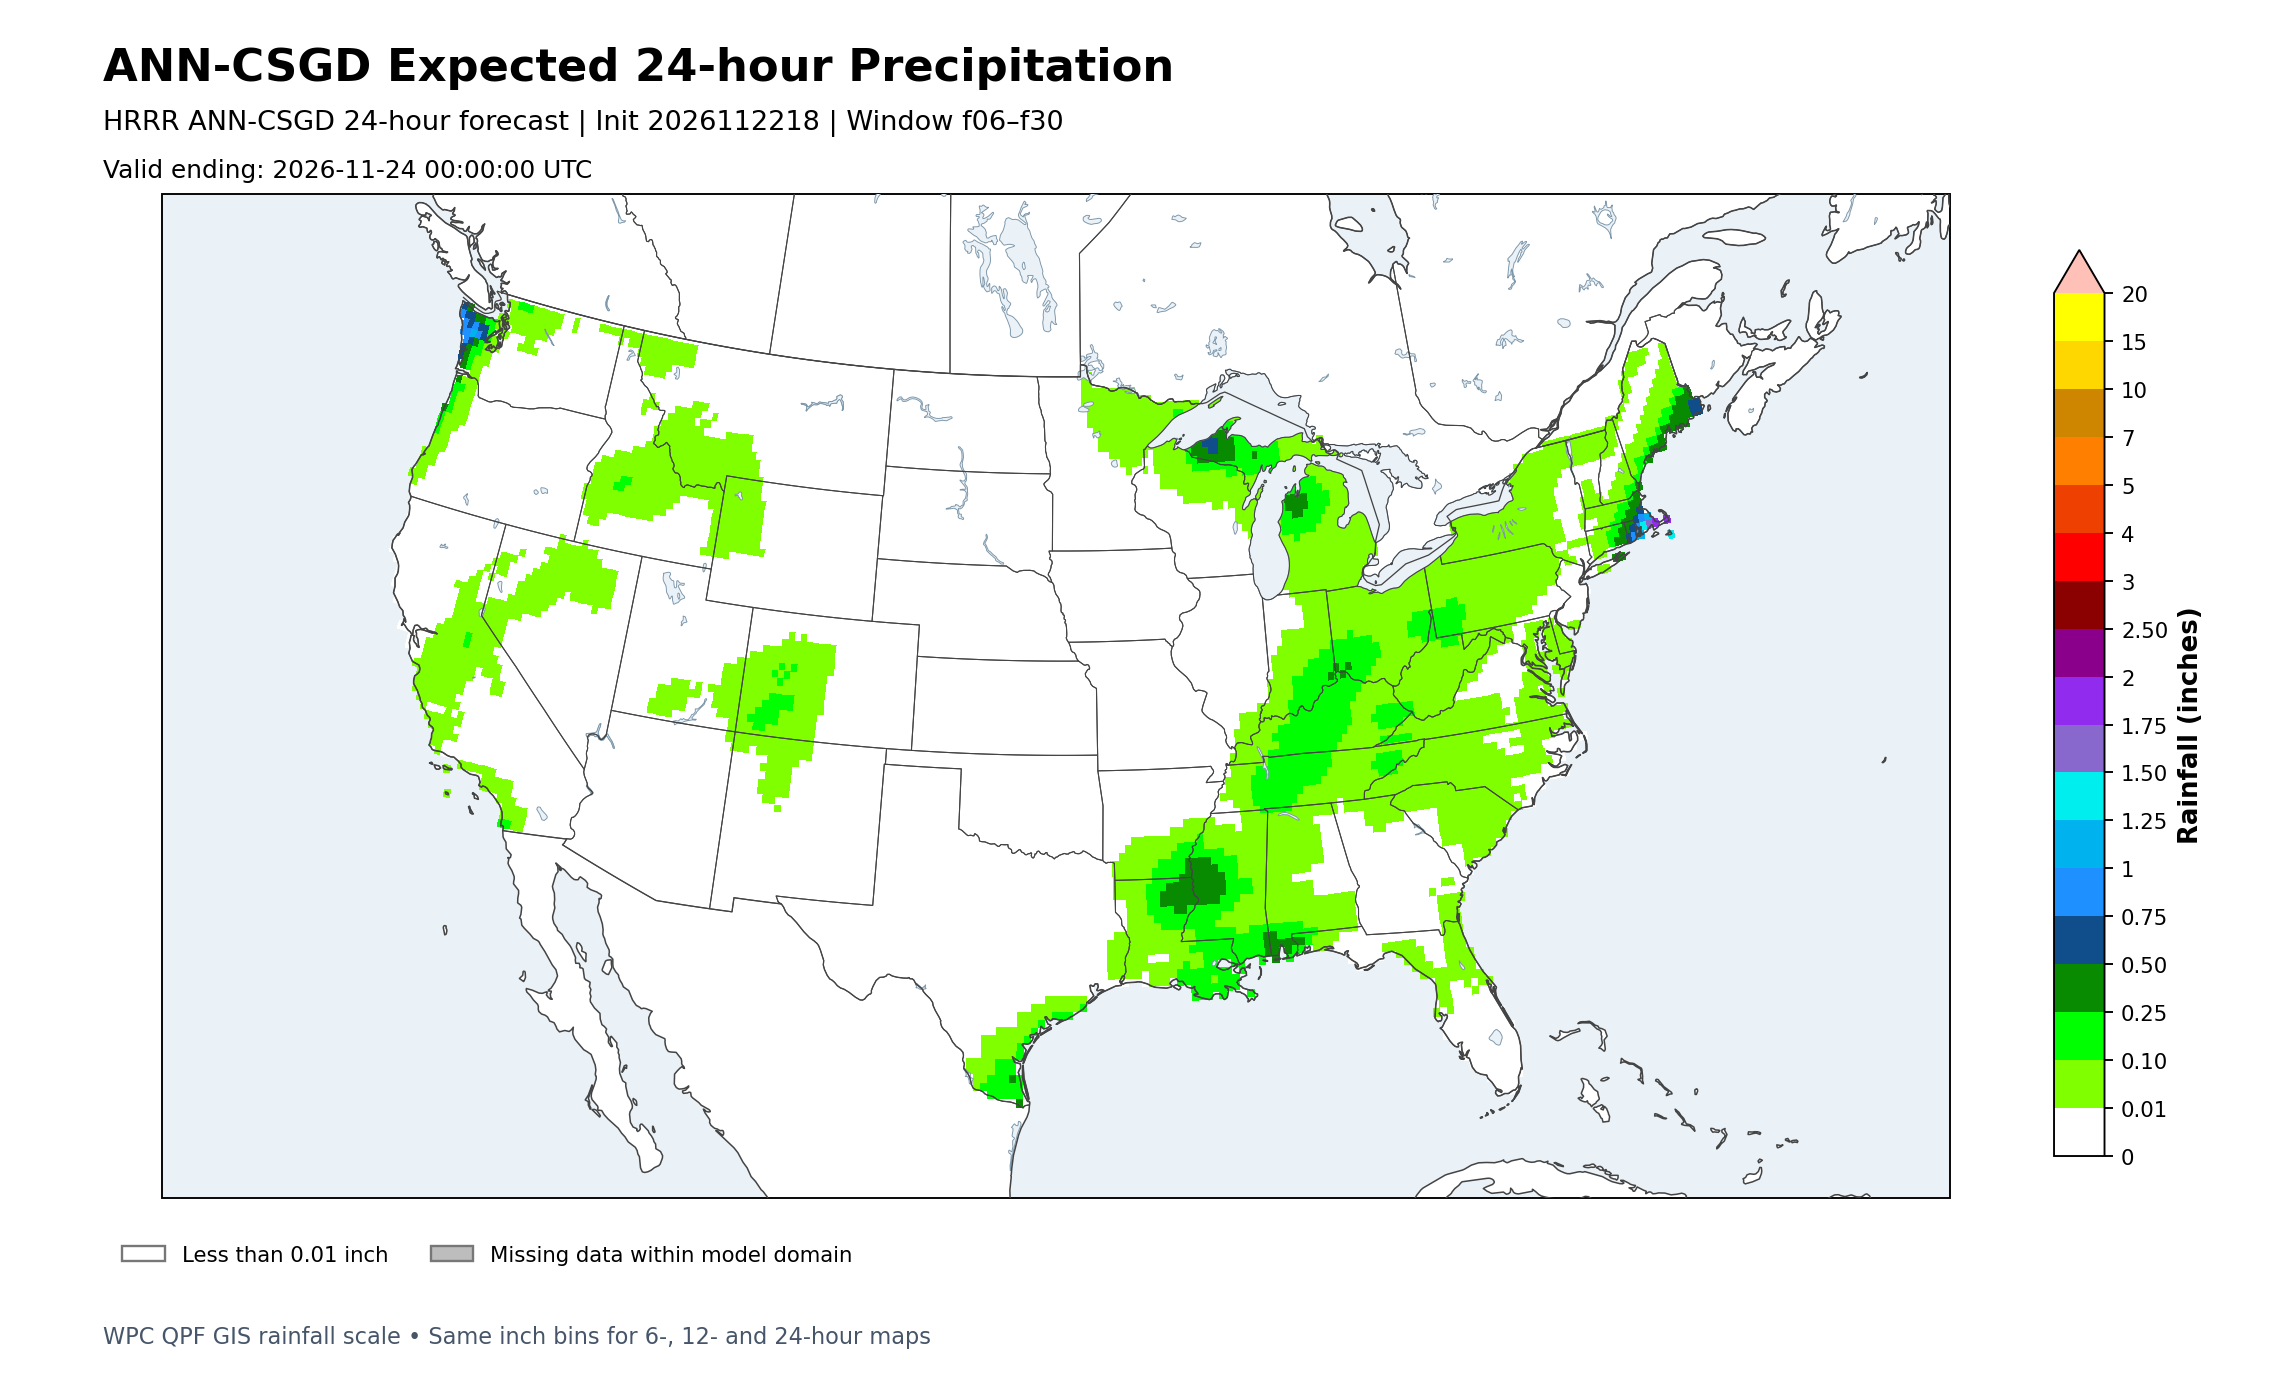 ANN-CSGD Expected 24-hour Precipitation
HRRR ANN-CSGD 24-hour forecast | Init 2026112218 | Window f06–f30
Valid ending: 2026-11-24 00:00:00 UTC
20
15
10
7
5
4
3
2.50
2
1.75
1.50
1.25
1
0.75
0.50
0.25
0.10
0.01
0
Rainfall (inches)
Less than 0.01 inch
Missing data within model domain
WPC QPF GIS rainfall scale • Same inch bins for 6-, 12- and 24-hour maps